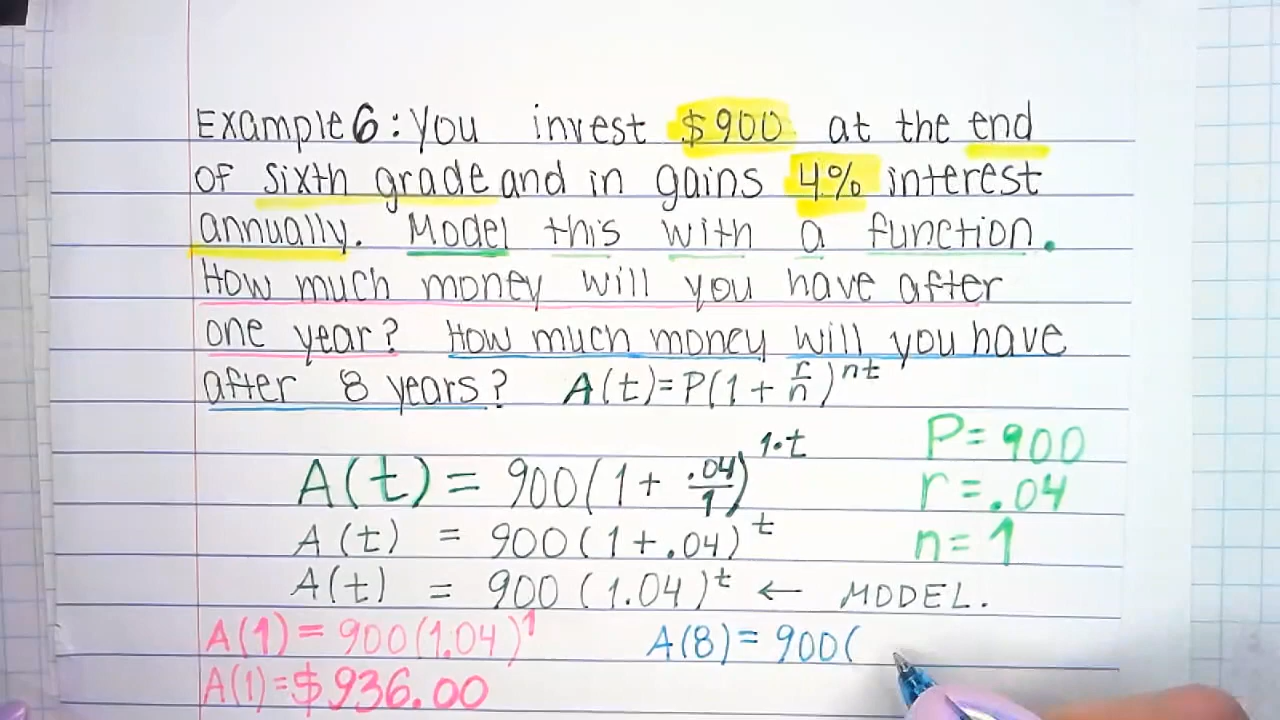 Example 6: You invest $900 at the end
of sixth grade and in gains 4% interest
annually. Model this with a function.
How much money will you have after
one year? How much money will you have
after 8 years? A(t)=P(1+r/n)^nt
P=900
A(t) = 900(1+.04/1)^1·t
r=.04
A(t) = 900(1+.04)^t
n=1
A(t) = 900(1.04)^t ← MODEL.
A(1)=900(1.04)^1 A(8)=900(
A(1)=$936.00